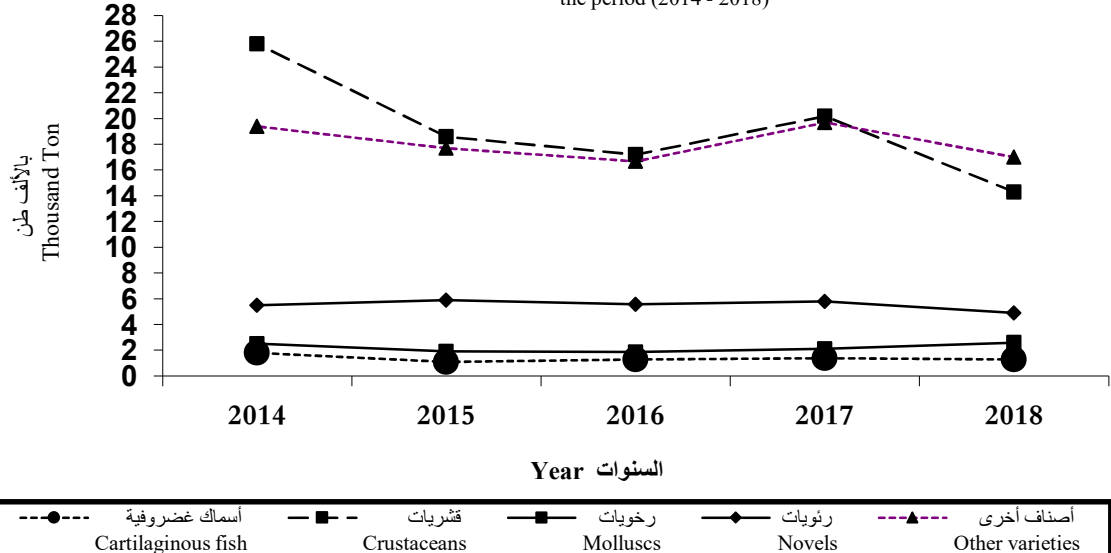 the period (2014 - 2018)
28
26
24
22
20
18
16
14
12
10
8
6
4
2
0
بالألف طن
Thousand Ton
2014 2015 2016 2017 2018
السنوات Year
أسماك غضروفية قشريات رخويات رئويات أصناف أخرى
Cartilaginous fish Crustaceans Molluscs Novels Other varieties